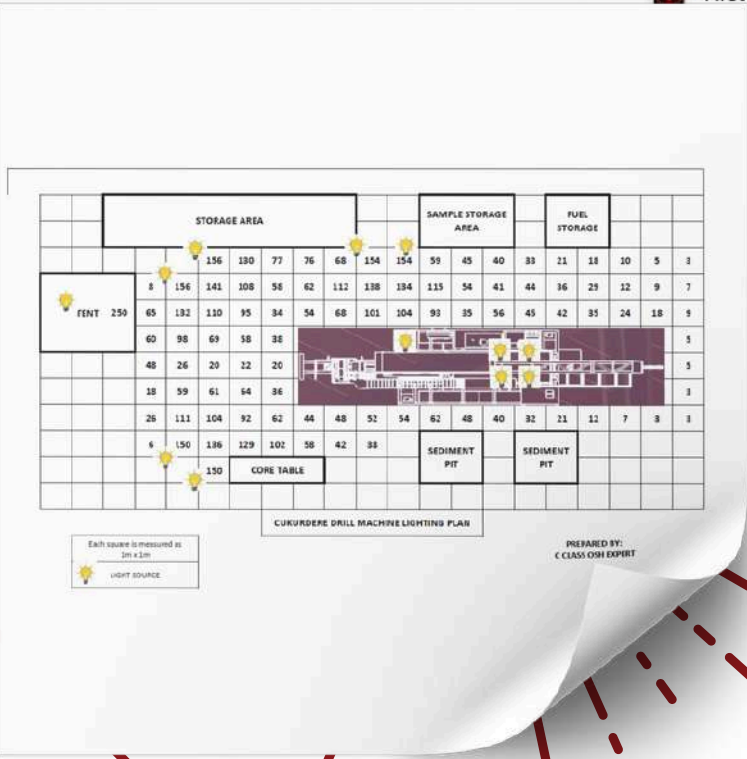 STORAGE AREA
SAMPLE STORAGE
AREA
FUEL
STORAGE
156 130 77 76 68 154 154 59 45 40 33 21 18 10 5 3
8 156 141 108 58 62 112 138 134 115 54 41 44 36 29 12 9 7
TENT 250 65 132 110 95 34 54 68 101 104 93 35 56 45 42 35 24 18 9
60 98 69 58 38 5
48 26 20 22 20 5
18 59 61 64 36 3
26 111 104 92 62 44 48 52 54 62 48 40 32 21 12 7 3 3
6 150 136 129 102 58 42 33
SEDIMENT
PIT
SEDIMENT
PIT
150 CORE TABLE
CUKURDERE DRILL MACHINE LIGHTING PLAN
Each square is measured as
1m x 1m
LIGHT SOURCE
PREPARED BY:
C CLASS OSH EXPERT